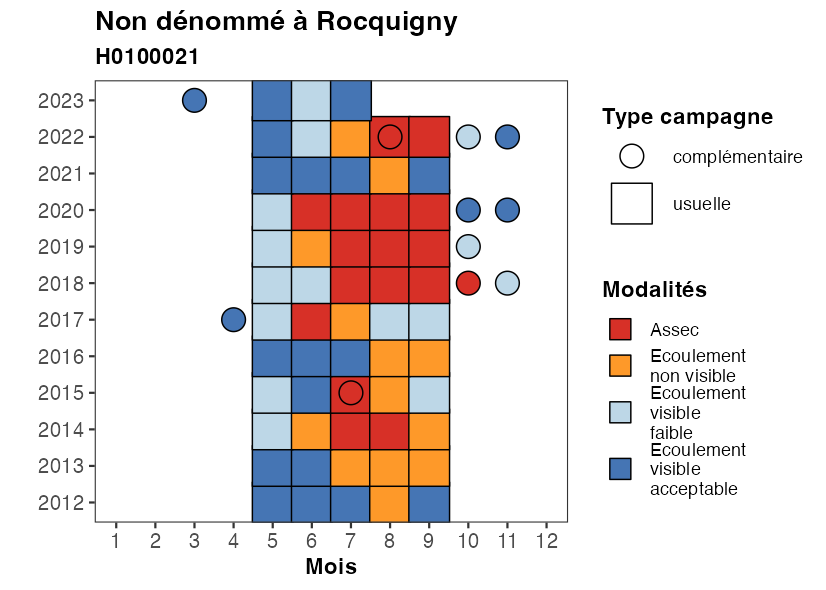 Non dénommé à Rocquigny
H0100021
2023
2022
2021
2020
2019
2018
2017
2016
2015
2014
2013
2012
1 2 3 4 5 6 7 8 9 10 11 12
Mois
Type campagne
complémentaire
usuelle
Modalités
Assec
Ecoulement
non visible
Ecoulement
visible
faible
Ecoulement
visible
acceptable